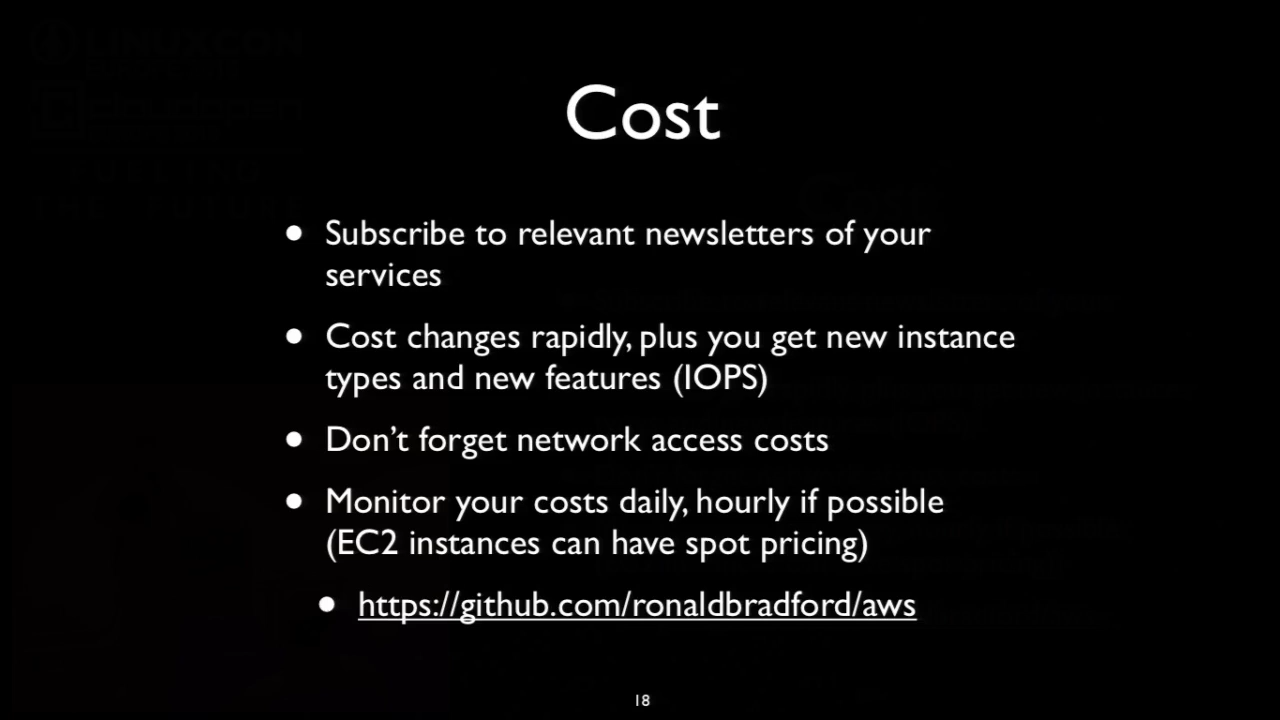 Cost
• Subscribe to relevant newsletters of your
services
• Cost changes rapidly, plus you get new instance
types and new features (IOPS)
• Don't forget network access costs
• Monitor your costs daily, hourly if possible
(EC2 instances can have spot pricing)
• https://github.com/ronaldbradford/aws
18